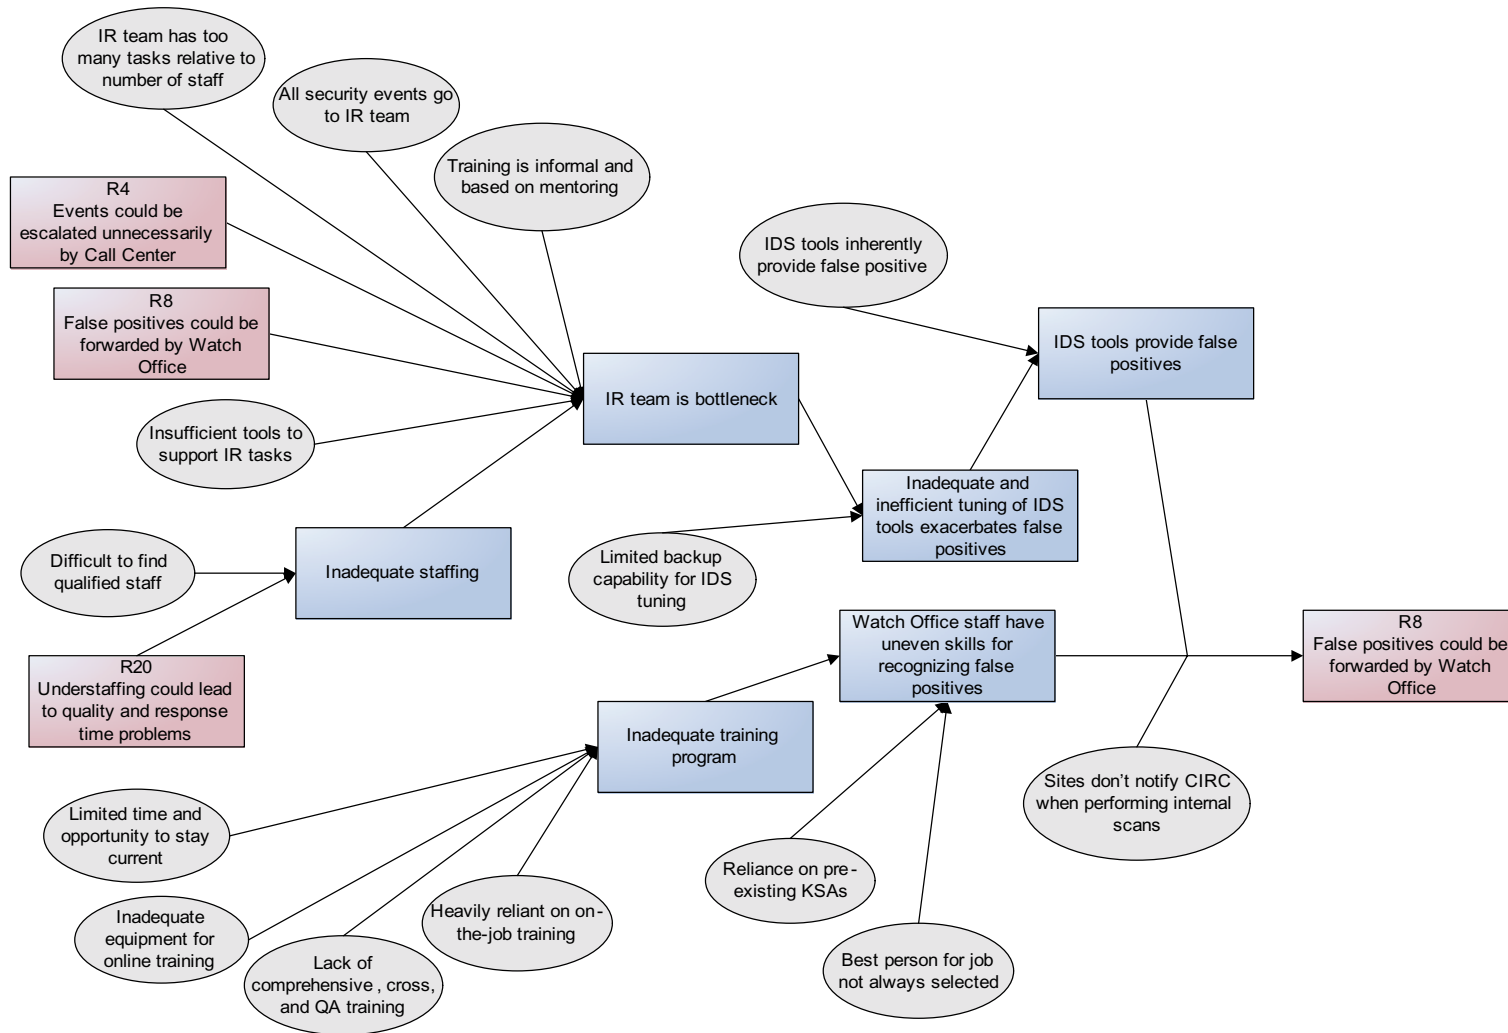 IR team has too
many tasks relative to
number of staff
All security events go
to IR team
Training is informal and
based on mentoring
R4
Events could be
escalated unnecessarily
by Call Center
IDS tools inherently
provide false positive
R8
False positives could be
forwarded by Watch
Office
IDS tools provide false
positives
IR team is bottleneck
Insufficient tools to
support IR tasks
Inadequate and
inefficient tuning of IDS
tools exacerbates false
positives
Difficult to find
qualified staff
Inadequate staffing
Limited backup
capability for IDS
tuning
Watch Office staff have
uneven skills for
recognizing false
positives
R8
False positives could be
forwarded by Watch
Office
R20
Understaffing could lead
to quality and response
time problems
Inadequate training
program
Sites don’t notify CIRC
when performing internal
scans
Limited time and
opportunity to stay
current
Reliance on pre-
existing KSAs
Heavily reliant on on-
the-job training
Inadequate
equipment for
online training
Lack of
comprehensive , cross,
and QA training
Best person for job
not always selected